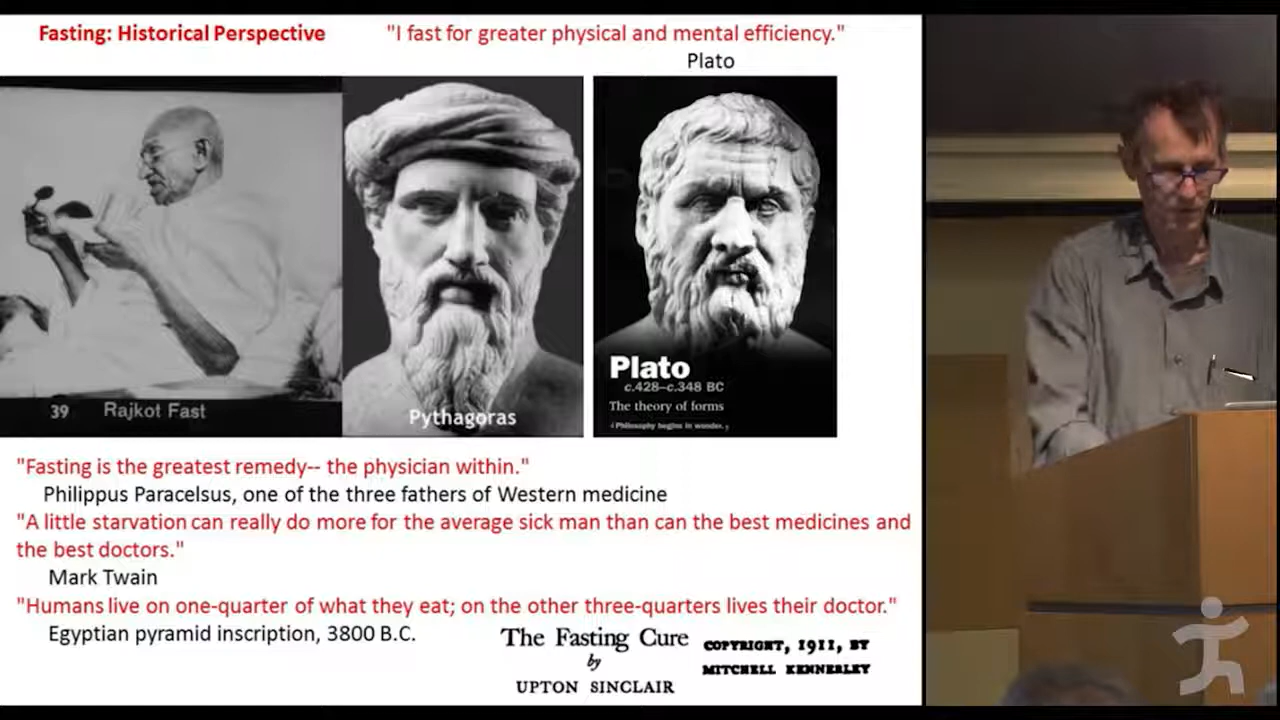 Fasting: Historical Perspective
"I fast for greater physical and mental efficiency."
Plato
39 Rajkot Fast
Pythagoras
Plato
c.428–c.348 BC
The theory of forms
‹ Philosophy begins in wonder. ›
"Fasting is the greatest remedy-- the physician within."
Philippus Paracelsus, one of the three fathers of Western medicine
"A little starvation can really do more for the average sick man than can the best medicines and
the best doctors."
Mark Twain
"Humans live on one-quarter of what they eat; on the other three-quarters lives their doctor."
Egyptian pyramid inscription, 3800 B.C.
The Fasting Cure
by
UPTON SINCLAIR
COPYRIGHT, 1911, BY
MITCHELL KENNERLEY